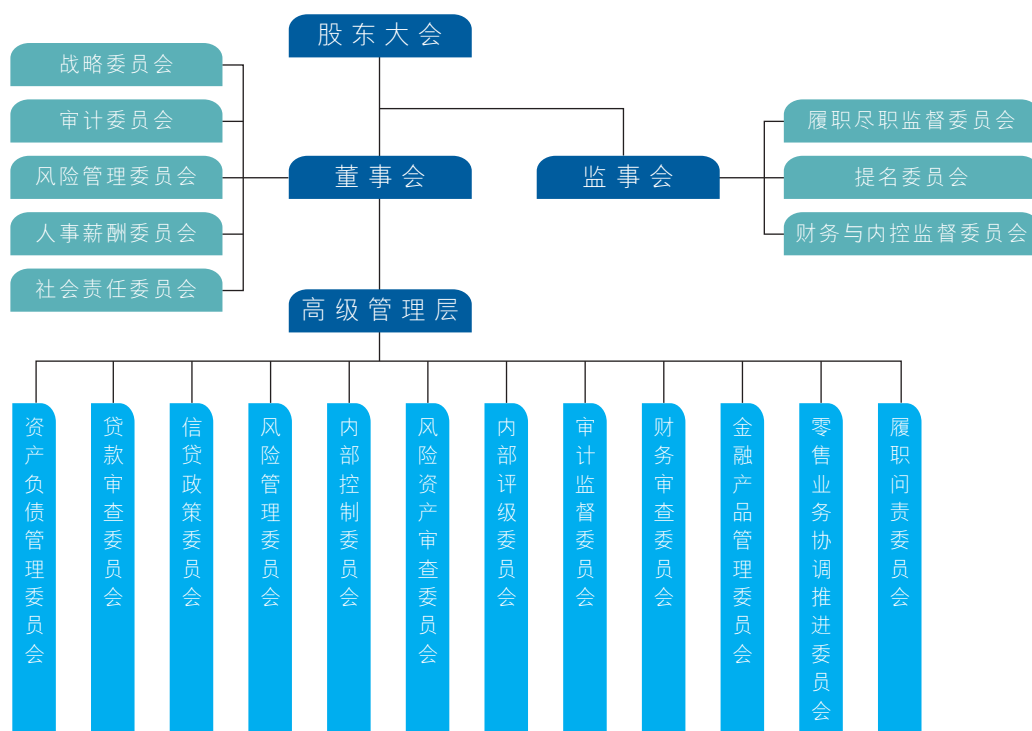 股东大会
战略委员会
审计委员会
风险管理委员会
人事薪酬委员会
社会责任委员会
董事会
监事会
履职尽职监督委员会
提名委员会
财务与内控监督委员会
高级管理层
资产负债管理委员会
贷款审查委员会
信贷政策委员会
风险管理委员会
内部控制委员会
风险资产审查委员会
内部评级委员会
审计监督委员会
财务审查委员会
金融产品管理委员会
零售业务协调推进委员会
履职问责委员会